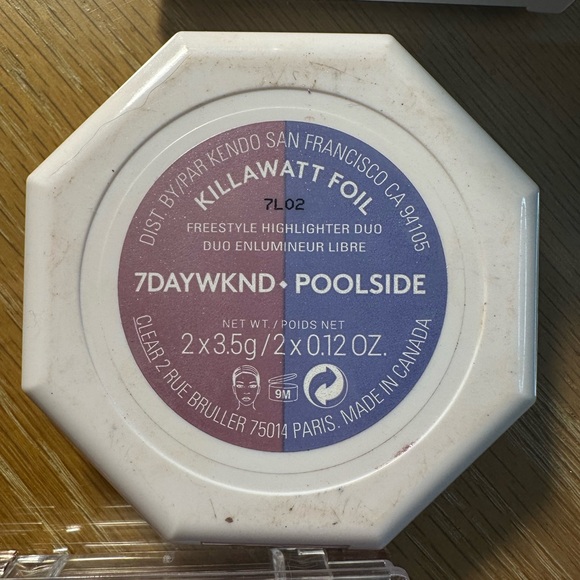 DIST. BY/PAR KENDO SAN FRANCISCO CA 94105
KILLAWATT FOIL
7L02
FREESTYLE HIGHLIGHTER DUO
DUO ENLUMINEUR LIBRE
7DAYWKND • POOLSIDE
NET WT. / POIDS NET
2 x 3.5g / 2 x 0.12 OZ.
9M
CLEAR 2 RUE BRULLER 75014 PARIS. MADE IN CANADA